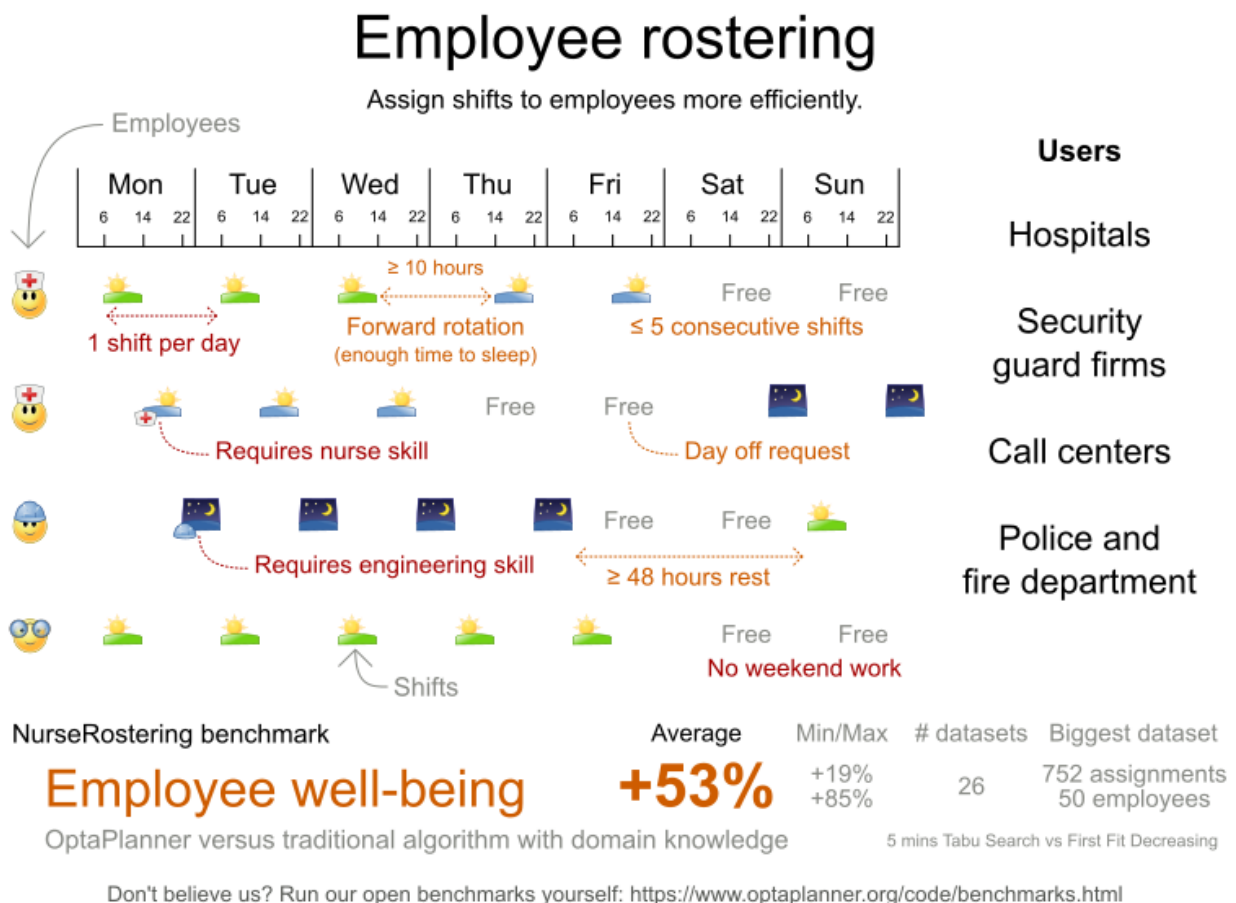 Employee rostering
Assign shifts to employees more efficiently.
Employees
Users
Mon Tue Wed Thu Fri Sat Sun
6 14 22 6 14 22 6 14 22 6 14 22 6 14 22 6 14 22 6 14 22
Hospitals
≥ 10 hours
Free Free
1 shift per day
Forward rotation
(enough time to sleep)
≤ 5 consecutive shifts
Security
guard firms
Free Free
Requires nurse skill
Day off request
Call centers
Free Free
Requires engineering skill
≥ 48 hours rest
Police and
fire department
Free Free
No weekend work
Shifts
NurseRostering benchmark
Average Min/Max # datasets Biggest dataset
Employee well-being
+53%
+19%
+85%
26
752 assignments
50 employees
OptaPlanner versus traditional algorithm with domain knowledge
5 mins Tabu Search vs First Fit Decreasing
Don't believe us? Run our open benchmarks yourself: https://www.optaplanner.org/code/benchmarks.html